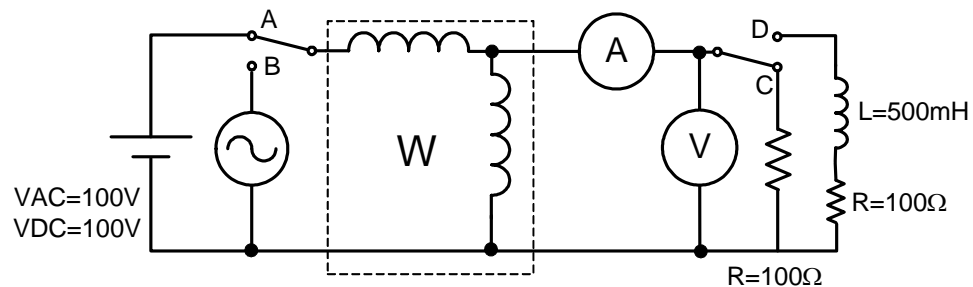 A
B
W
A
V
D
C
L=500mH
R=100Ω
R=100Ω
VAC=100V
VDC=100V